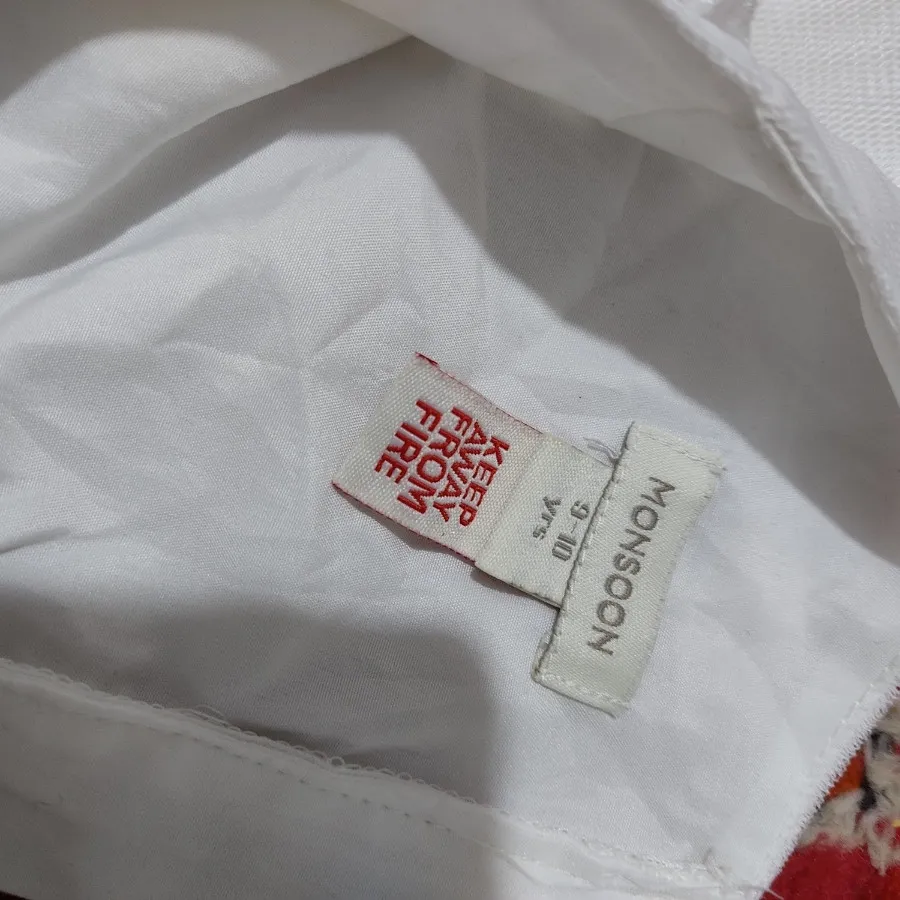 MONSOON
9-10
yrs
KEEP
AWAY
FROM
FIRE